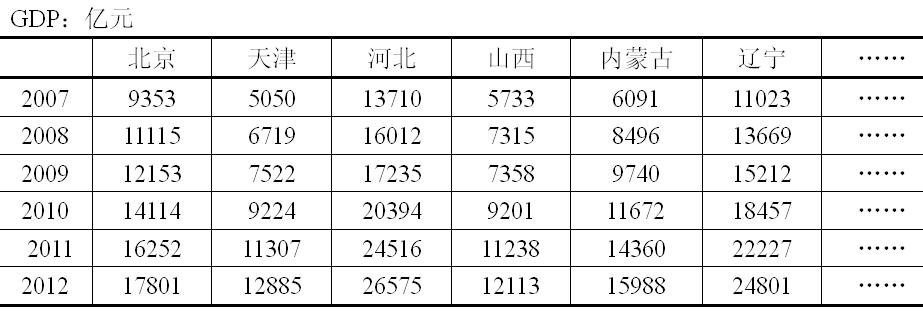 GDP：亿元
北京 天津 河北 山西 内蒙古 辽宁 ……
2007 9353 5050 13710 5733 6091 11023 ……
2008 11115 6719 16012 7315 8496 13669 ……
2009 12153 7522 17235 7358 9740 15212 ……
2010 14114 9224 20394 9201 11672 18457 ……
2011 16252 11307 24516 11238 14360 22227 ……
2012 17801 12885 26575 12113 15988 24801 ……